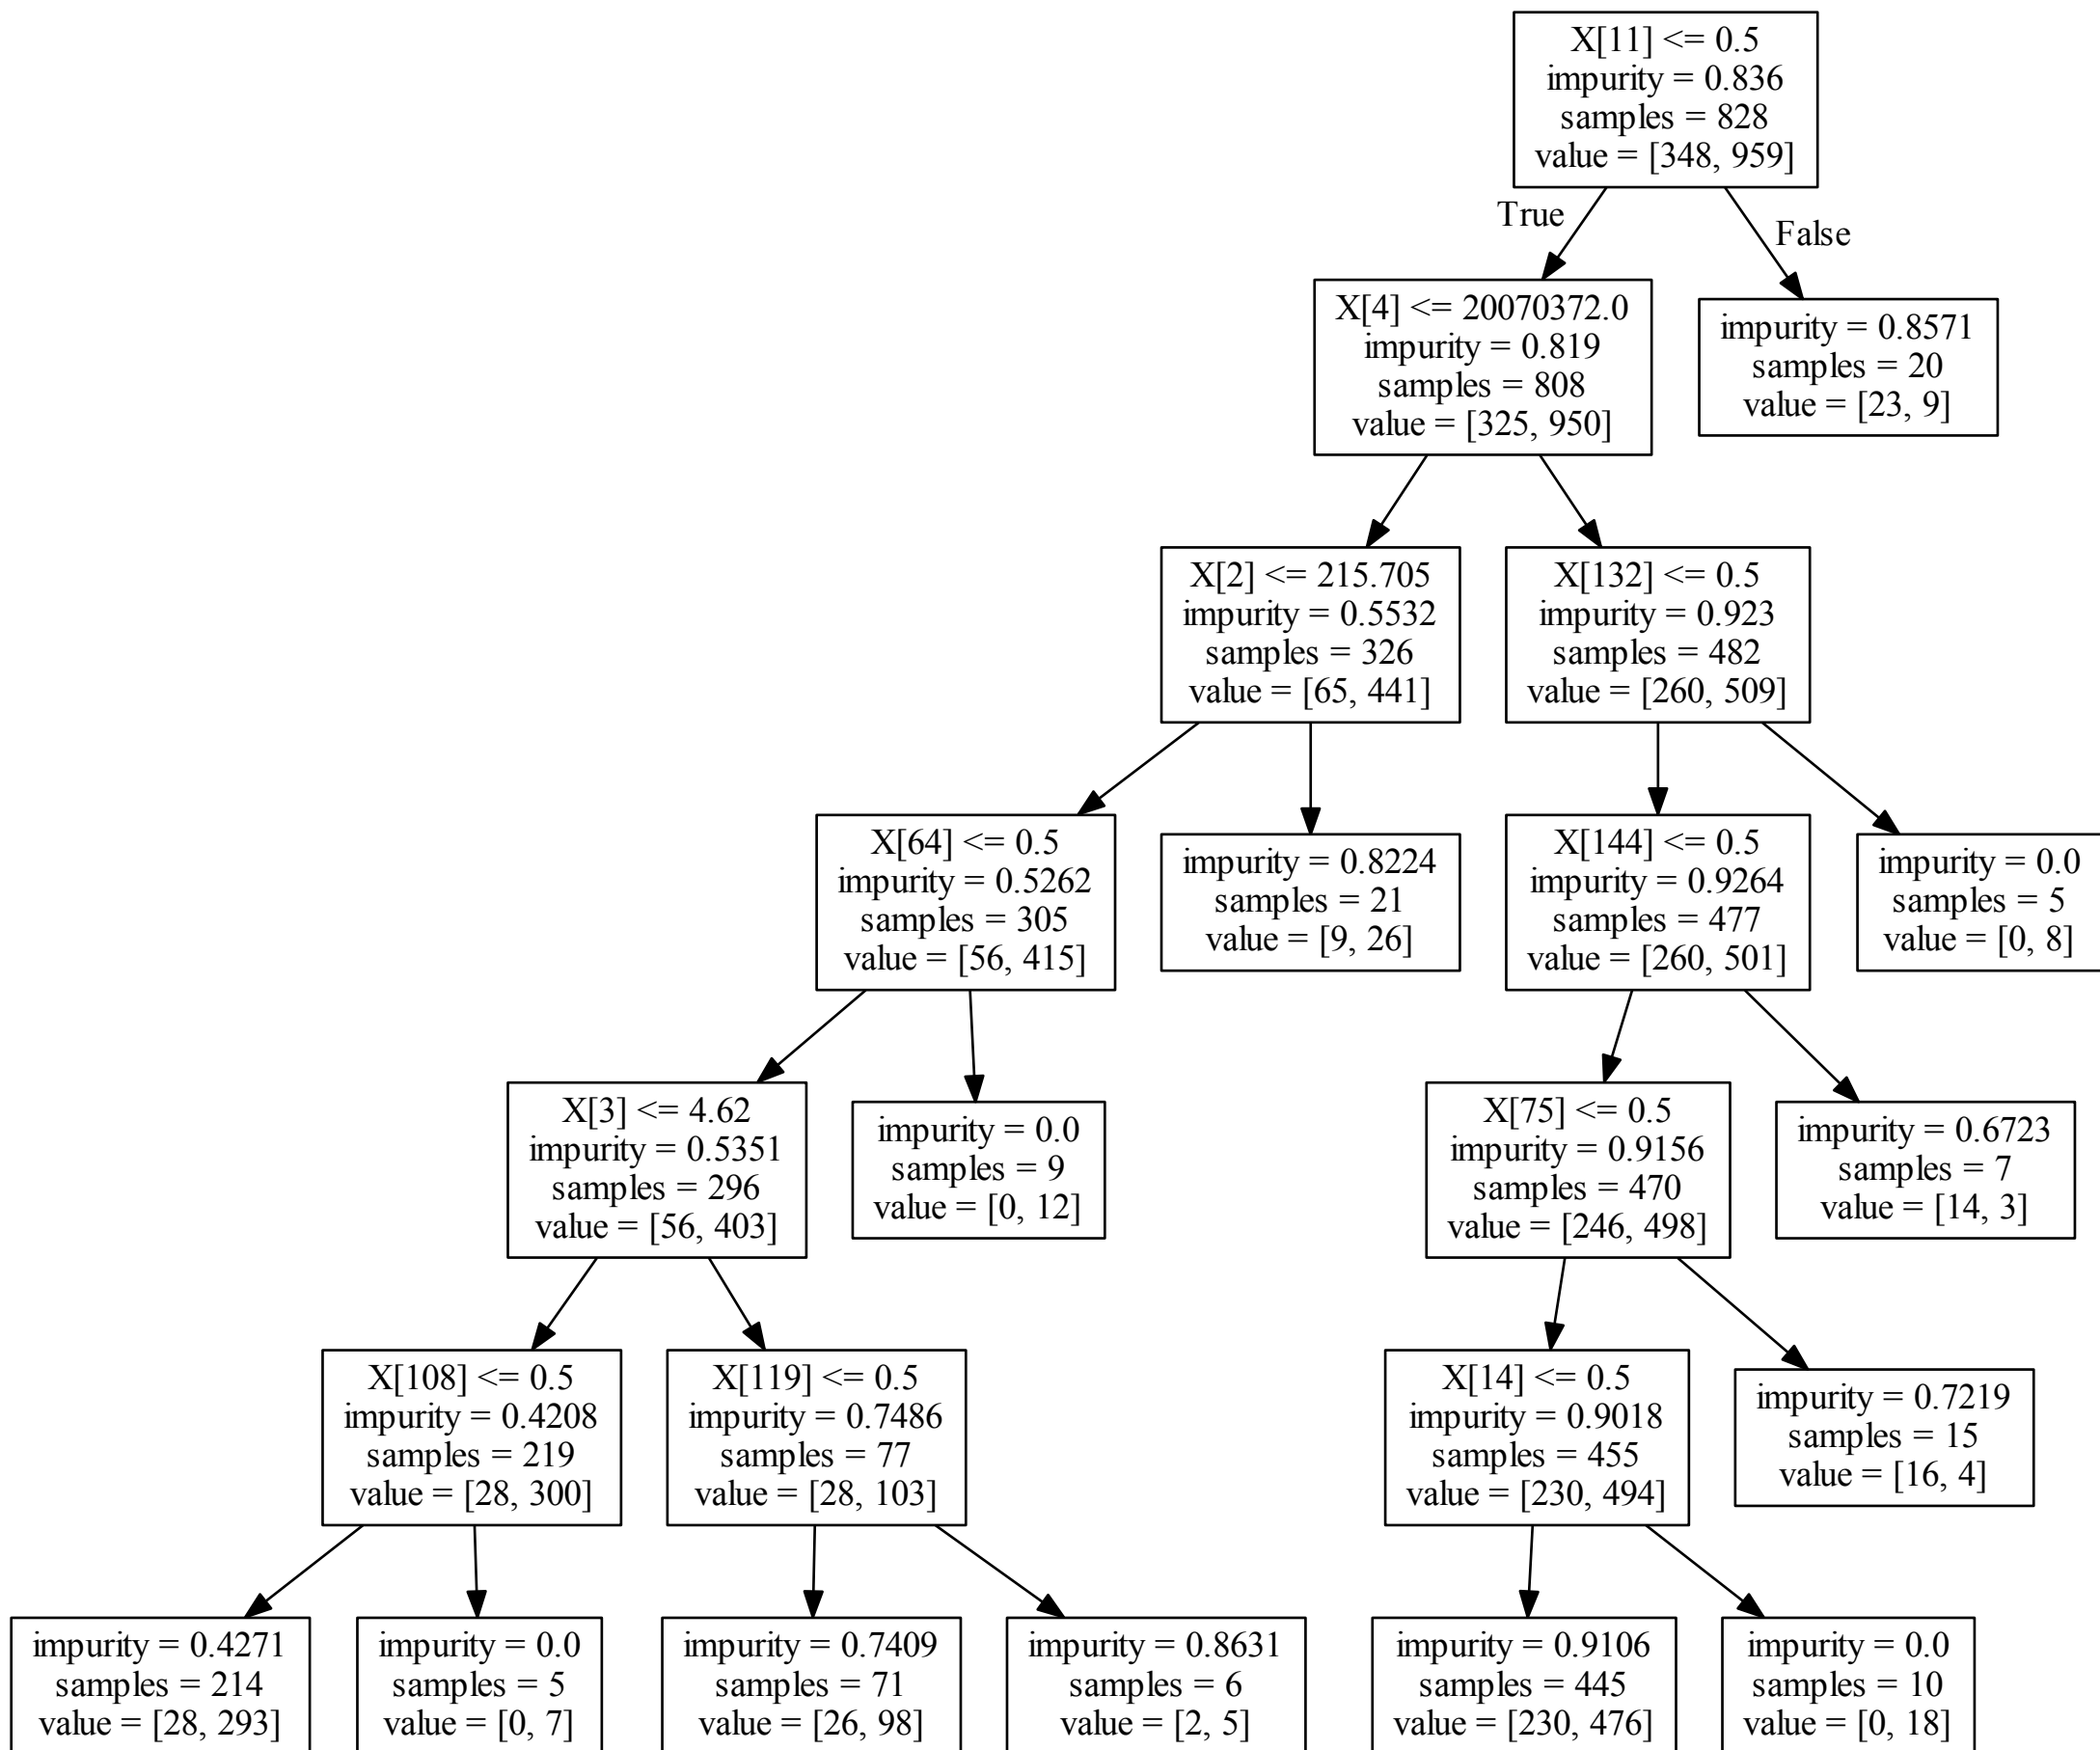 X[11] <= 0.5
impurity = 0.836
samples = 828
value = [348, 959]
True
False
X[4] <= 20070372.0
impurity = 0.819
samples = 808
value = [325, 950]
impurity = 0.8571
samples = 20
value = [23, 9]
X[2] <= 215.705
impurity = 0.5532
samples = 326
value = [65, 441]
X[132] <= 0.5
impurity = 0.923
samples = 482
value = [260, 509]
X[64] <= 0.5
impurity = 0.5262
samples = 305
value = [56, 415]
impurity = 0.8224
samples = 21
value = [9, 26]
X[144] <= 0.5
impurity = 0.9264
samples = 477
value = [260, 501]
impurity = 0.0
samples = 5
value = [0, 8]
X[3] <= 4.62
impurity = 0.5351
samples = 296
value = [56, 403]
impurity = 0.0
samples = 9
value = [0, 12]
X[75] <= 0.5
impurity = 0.9156
samples = 470
value = [246, 498]
impurity = 0.6723
samples = 7
value = [14, 3]
X[108] <= 0.5
impurity = 0.4208
samples = 219
value = [28, 300]
X[119] <= 0.5
impurity = 0.7486
samples = 77
value = [28, 103]
X[14] <= 0.5
impurity = 0.9018
samples = 455
value = [230, 494]
impurity = 0.7219
samples = 15
value = [16, 4]
impurity = 0.4271
samples = 214
value = [28, 293]
impurity = 0.0
samples = 5
value = [0, 7]
impurity = 0.7409
samples = 71
value = [26, 98]
impurity = 0.8631
samples = 6
value = [2, 5]
impurity = 0.9106
samples = 445
value = [230, 476]
impurity = 0.0
samples = 10
value = [0, 18]